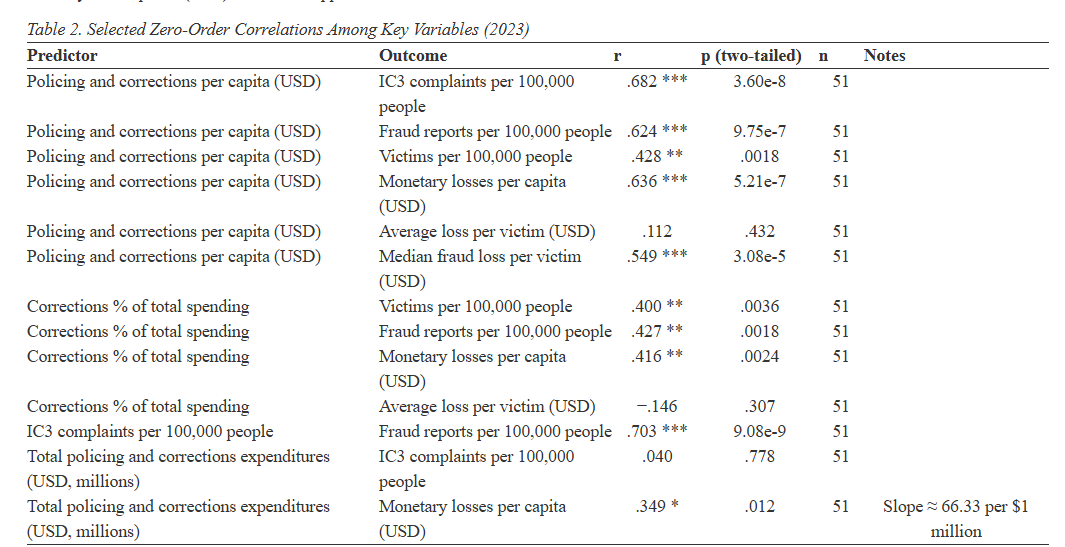 Table 2. Selected Zero-Order Correlations Among Key Variables (2023)
Predictor Outcome r p (two-tailed) n Notes
Policing and corrections per capita (USD) IC3 complaints per 100,000 .682 *** 3.60e-8 51
people
Policing and corrections per capita (USD) Fraud reports per 100,000 people .624 *** 9.75e-7 51
Policing and corrections per capita (USD) Victims per 100,000 people .428 ** .0018 51
Policing and corrections per capita (USD) Monetary losses per capita .636 *** 5.21e-7 51
(USD)
Policing and corrections per capita (USD) Average loss per victim (USD) .112 .432 51
Policing and corrections per capita (USD) Median fraud loss per victim .549 *** 3.08e-5 51
(USD)
Corrections % of total spending Victims per 100,000 people .400 ** .0036 51
Corrections % of total spending Fraud reports per 100,000 people .427 ** .0018 51
Corrections % of total spending Monetary losses per capita .416 ** .0024 51
(USD)
Corrections % of total spending Average loss per victim (USD) −.146 .307 51
IC3 complaints per 100,000 people Fraud reports per 100,000 people .703 *** 9.08e-9 51
Total policing and corrections expenditures IC3 complaints per 100,000 .040 .778 51
(USD, millions) people
Total policing and corrections expenditures Monetary losses per capita .349 * .012 51 Slope ≈ 66.33 per $1
(USD, millions) (USD) million